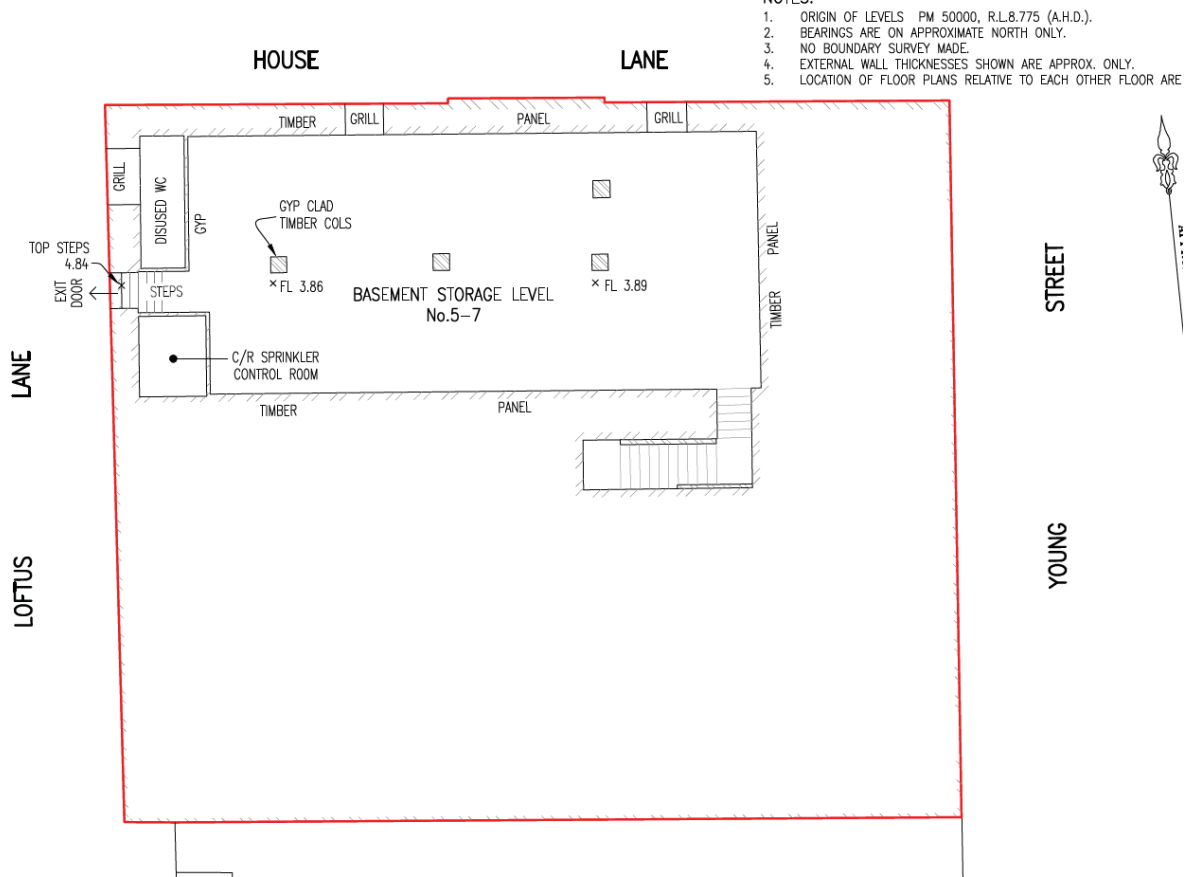 NOTES:
1. ORIGIN OF LEVELS PM 50000, R.L.8.775 (A.H.D.).
2. BEARINGS ARE ON APPROXIMATE NORTH ONLY.
3. NO BOUNDARY SURVEY MADE.
4. EXTERNAL WALL THICKNESSES SHOWN ARE APPROX. ONLY.
5. LOCATION OF FLOOR PLANS RELATIVE TO EACH OTHER FLOOR ARE
HOUSE LANE
TIMBER GRILL PANEL GRILL
GRILL
DISUSED WC
GYP
GYP CLAD
TIMBER COLS
PANEL
TIMBER
TOP STEPS
4.84
EXIT
DOOR
STEPS
× FL 3.86
× FL 3.89
BASEMENT STORAGE LEVEL
No.5-7
C/R SPRINKLER
CONTROL ROOM
TIMBER PANEL
LANE
LOFTUS
STREET
YOUNG